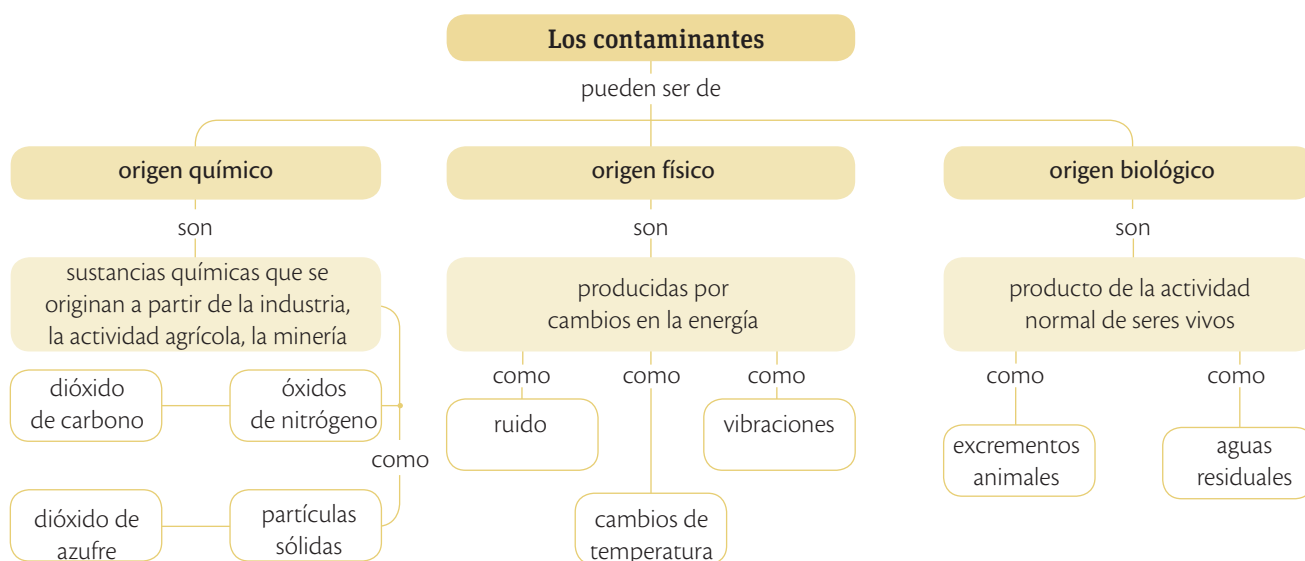 Los contaminantes
pueden ser de
origen químico
origen físico
origen biológico
son
son
son
sustancias químicas que se
originan a partir de la industria,
la actividad agrícola, la minería
producidas por
cambios en la energía
producto de la actividad
normal de seres vivos
como
como
como
como
como
dióxido
de carbono
óxidos
de nitrógeno
ruido
vibraciones
excrementos
animales
aguas
residuales
como
dióxido de
azufre
partículas
sólidas
cambios de
temperatura